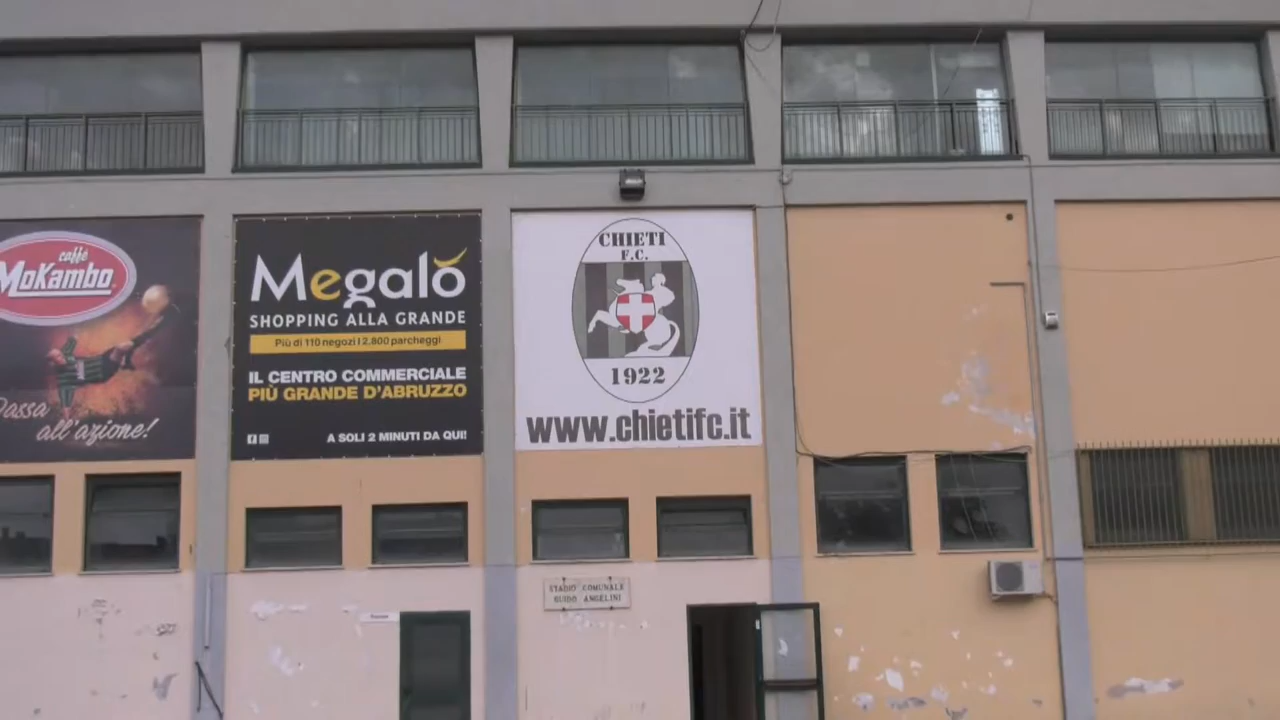 caffè
MOKAMBO
Passa
all'azione!
Megalò
SHOPPING ALLA GRANDE
Più di 110 negozi | 2.800 parcheggi
IL CENTRO COMMERCIALE
PIÙ GRANDE D'ABRUZZO
A SOLI 2 MINUTI DA QUI!
CHIETI
F.C.
1922
www.chietifc.it
STADIO COMUNALE
GUIDO ANGELINI